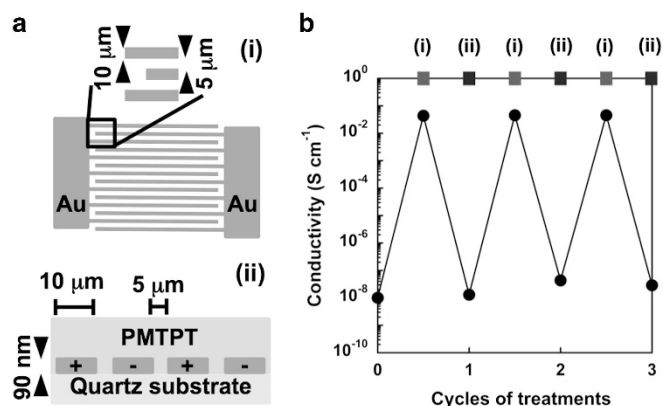 a
(i)
10 μm
5 μm
Au
Au
(ii)
10 μm
5 μm
90 nm
PMTPT
+ - + -
Quartz substrate
b
(i) (ii) (i) (ii) (i) (ii)
10⁰
10⁻²
10⁻⁴
10⁻⁶
10⁻⁸
10⁻¹⁰
Conductivity (S cm⁻¹)
0 1 2 3
Cycles of treatments